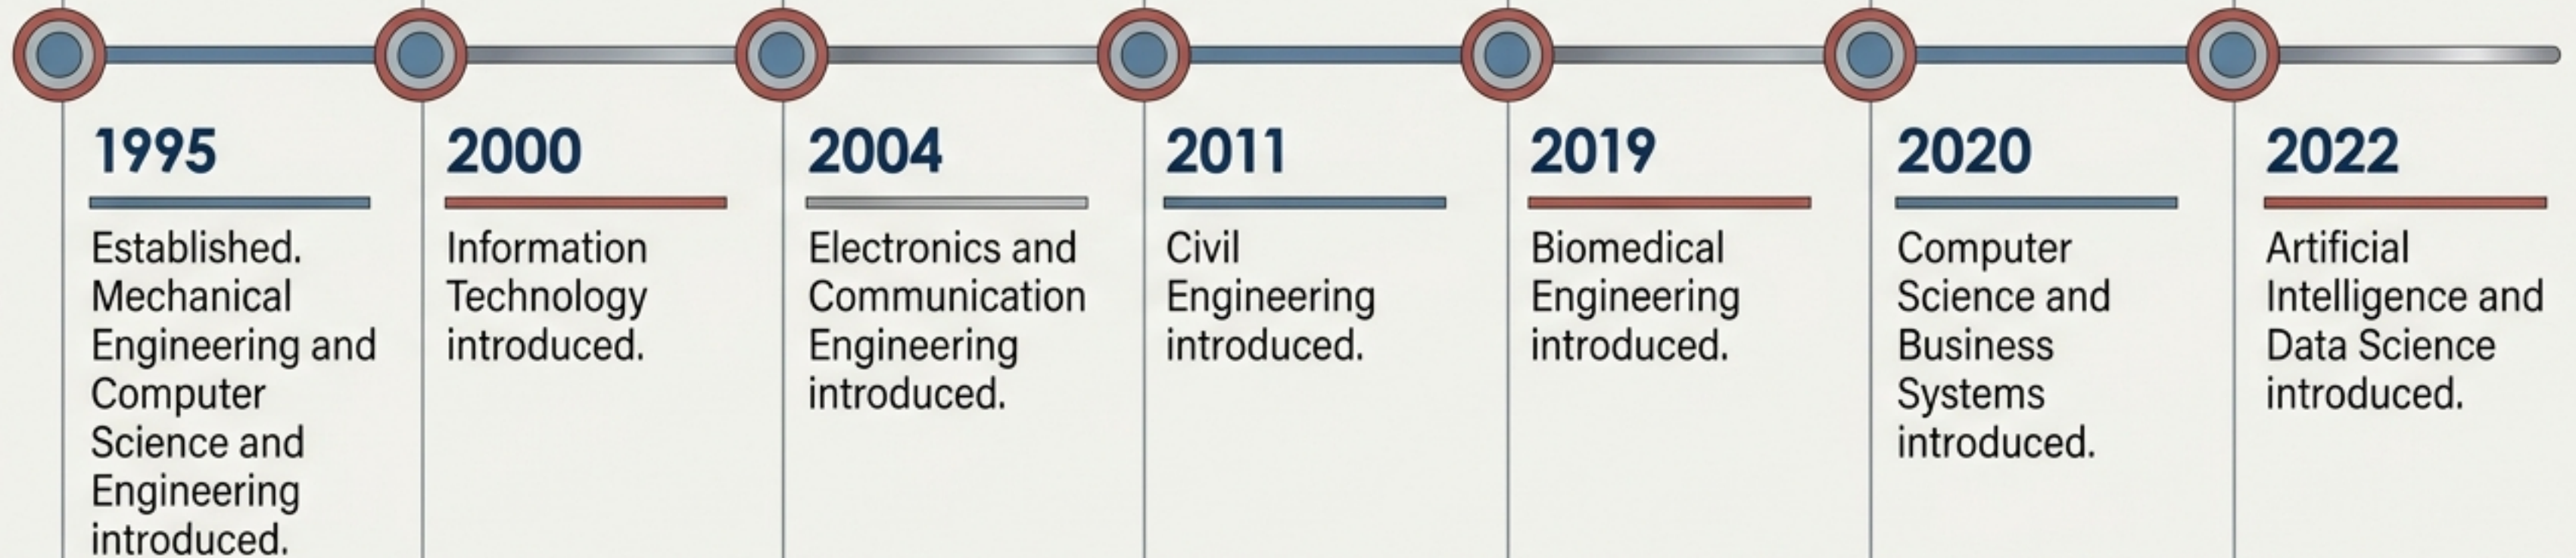 1995
Established.
Mechanical
Engineering and
Computer
Science and
Engineering
introduced.
2000
Information
Technology
introduced.
2004
Electronics and
Communication
Engineering
introduced.
2011
Civil
Engineering
introduced.
2019
Biomedical
Engineering
introduced.
2020
Computer
Science and
Business
Systems
introduced.
2022
Artificial
Intelligence and
Data Science
introduced.